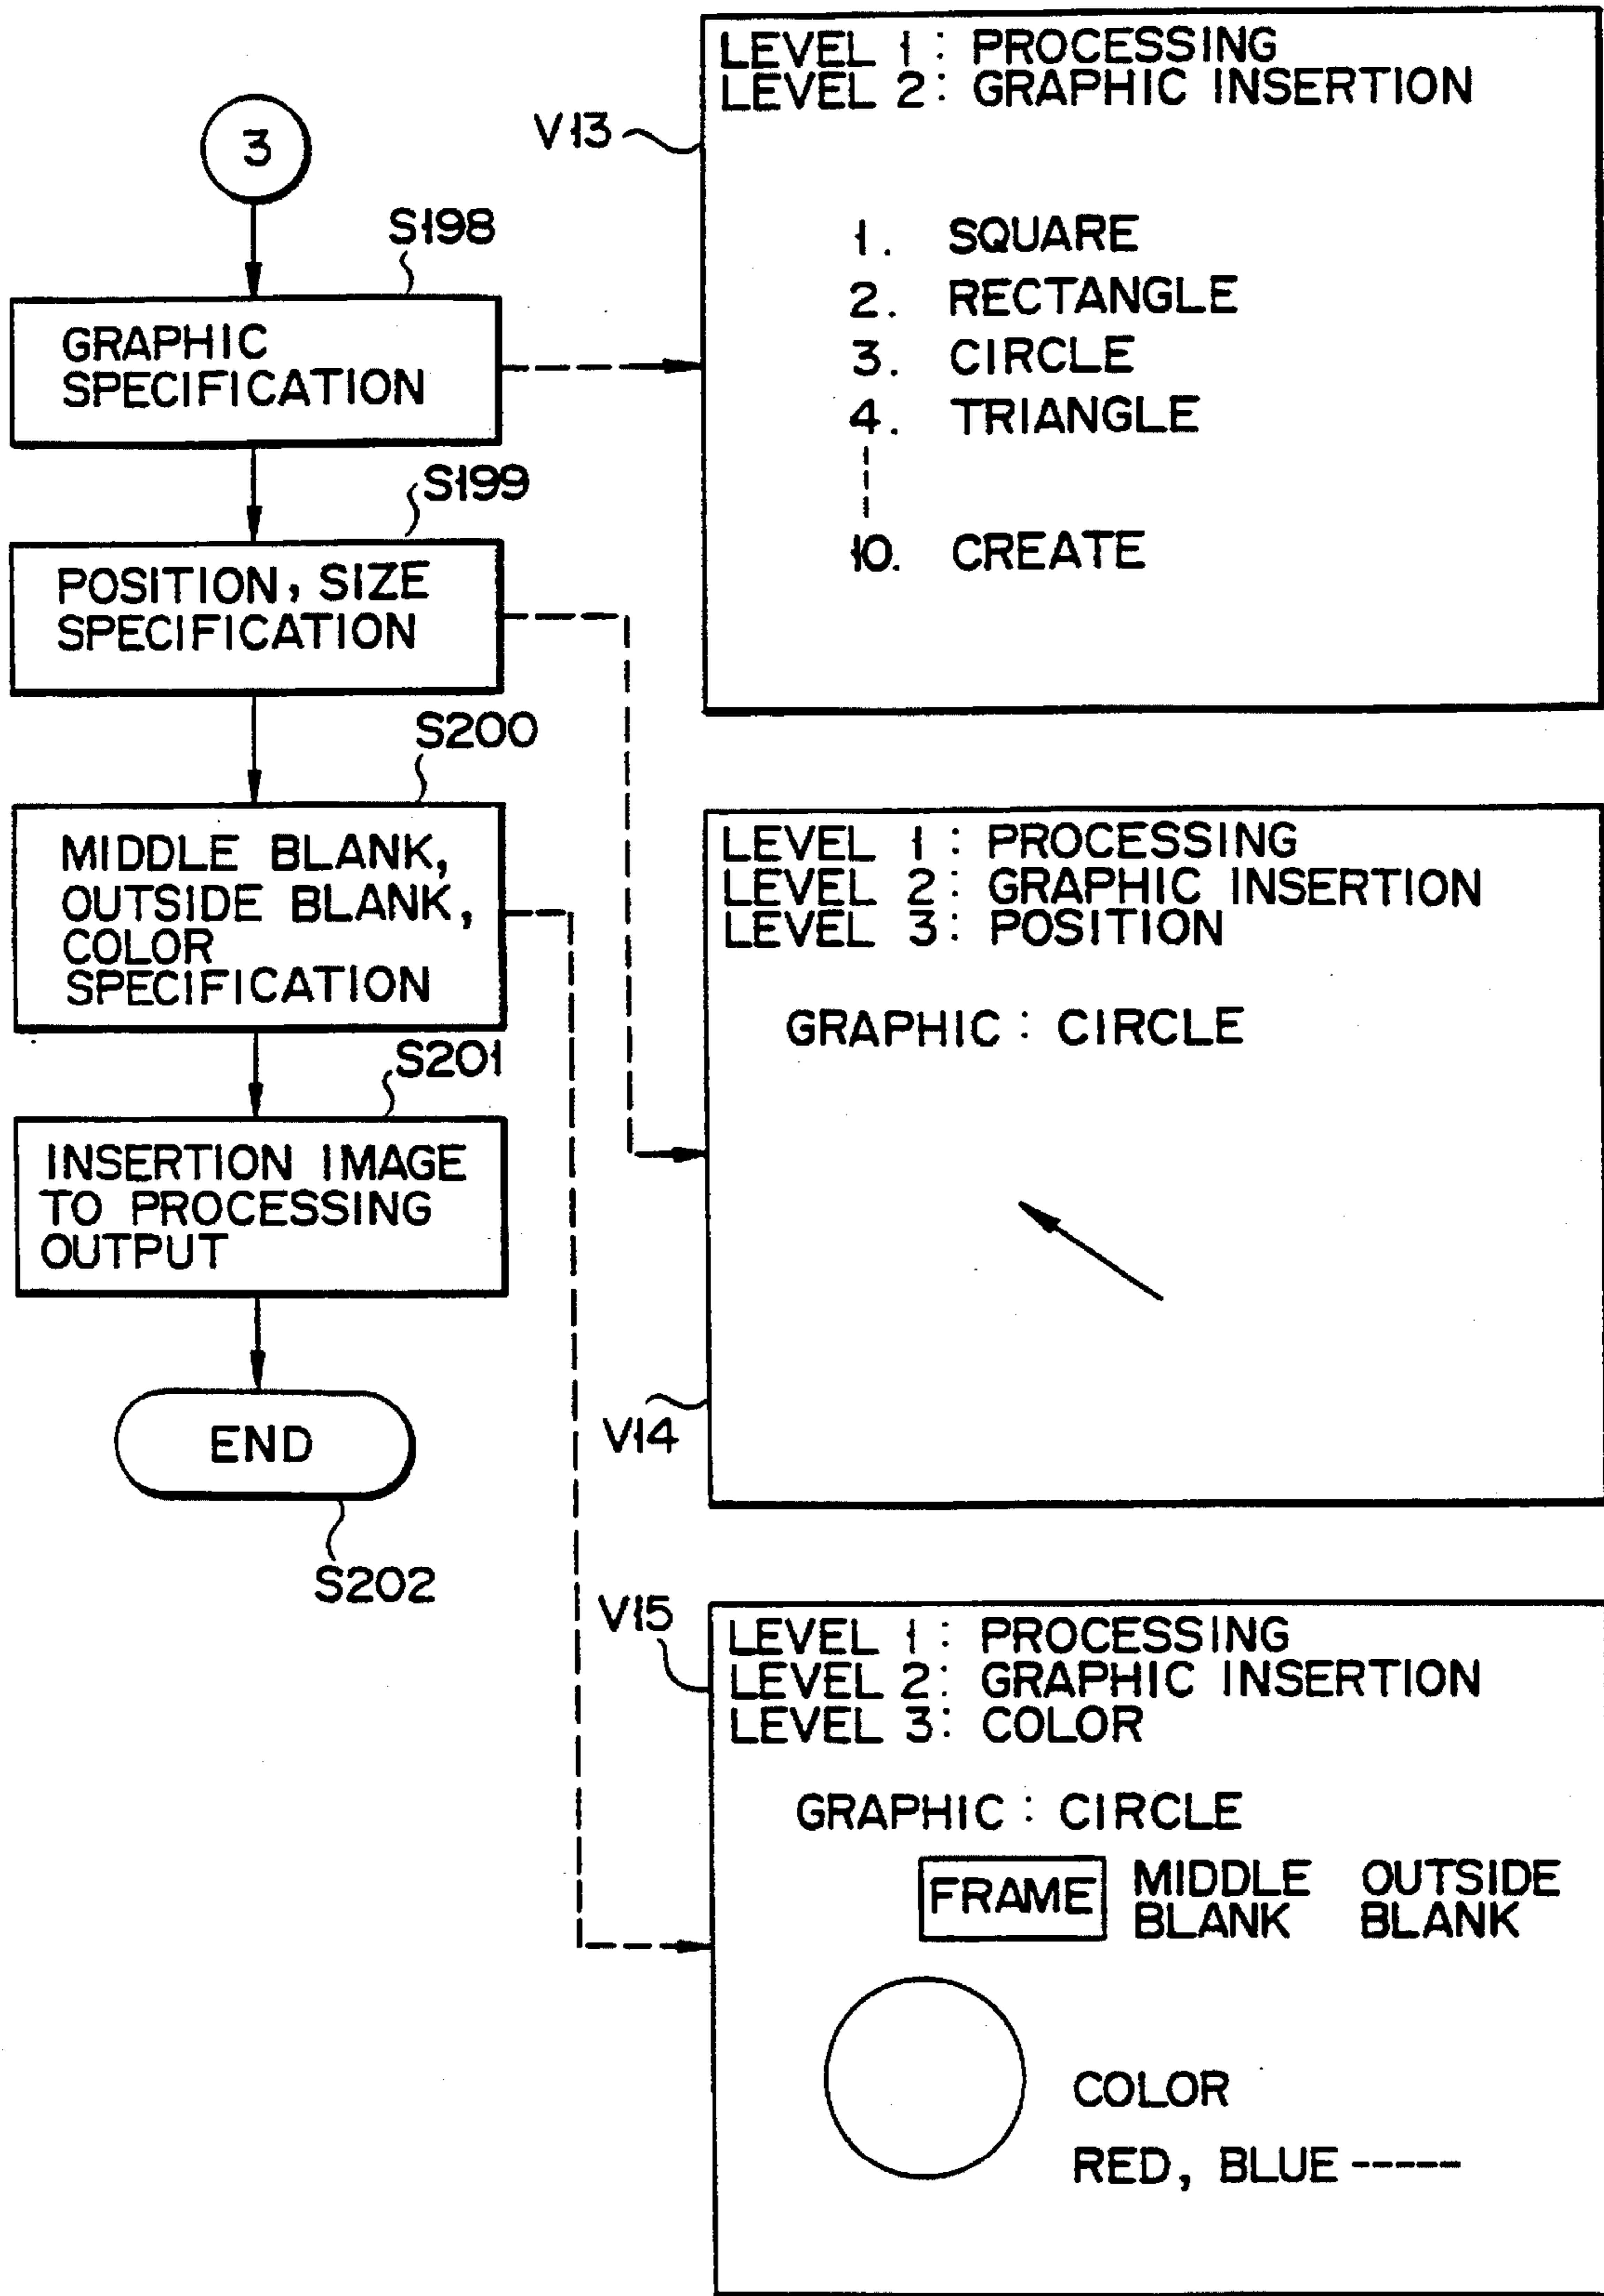 3
S198
GRAPHIC
SPECIFICATION
S199
POSITION, SIZE
SPECIFICATION
S200
MIDDLE BLANK,
OUTSIDE BLANK,
COLOR
SPECIFICATION
S201
INSERTION IMAGE
TO PROCESSING
OUTPUT
END
S202
V13
LEVEL 1 : PROCESSING
LEVEL 2 : GRAPHIC INSERTION
1. SQUARE
2. RECTANGLE
3. CIRCLE
4. TRIANGLE
10. CREATE
V14
LEVEL 1 : PROCESSING
LEVEL 2 : GRAPHIC INSERTION
LEVEL 3 : POSITION
GRAPHIC : CIRCLE
V15
LEVEL 1 : PROCESSING
LEVEL 2 : GRAPHIC INSERTION
LEVEL 3 : COLOR
GRAPHIC : CIRCLE
FRAME MIDDLE OUTSIDE
BLANK BLANK
COLOR
RED, BLUE -----